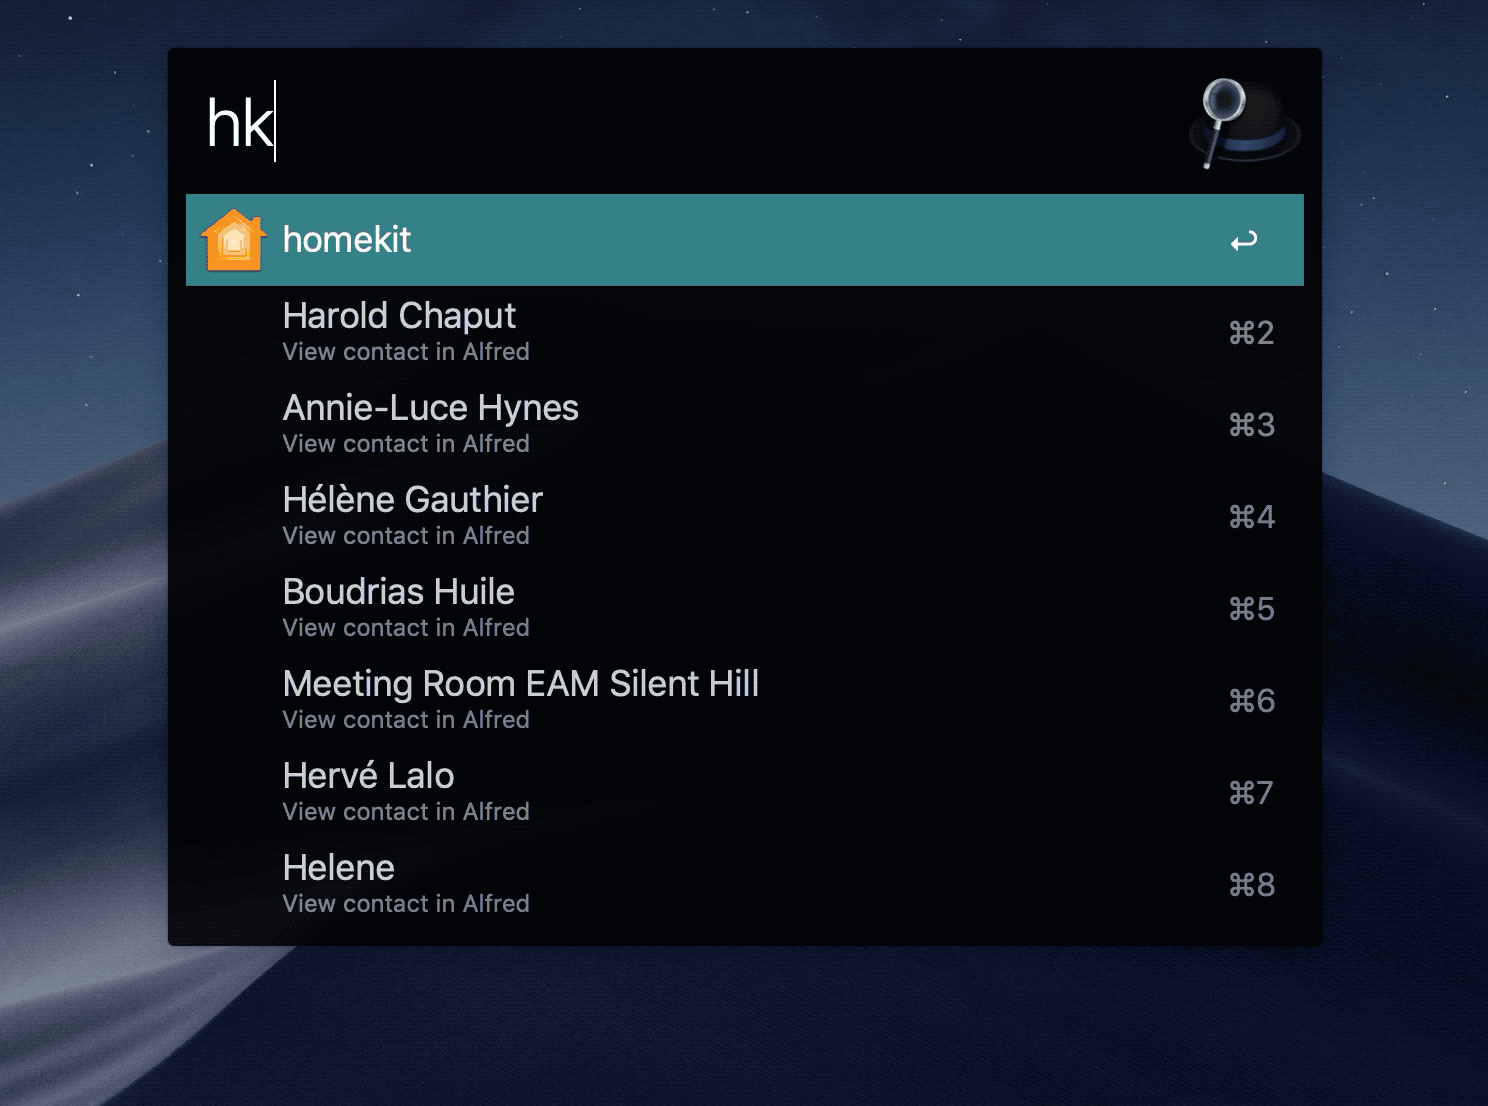 hk
homekit
Harold Chaput
View contact in Alfred
⌘2
Annie-Luce Hynes
View contact in Alfred
⌘3
Hélène Gauthier
View contact in Alfred
⌘4
Boudrias Huile
View contact in Alfred
⌘5
Meeting Room EAM Silent Hill
View contact in Alfred
⌘6
Hervé Lalo
View contact in Alfred
⌘7
Helene
View contact in Alfred
⌘8